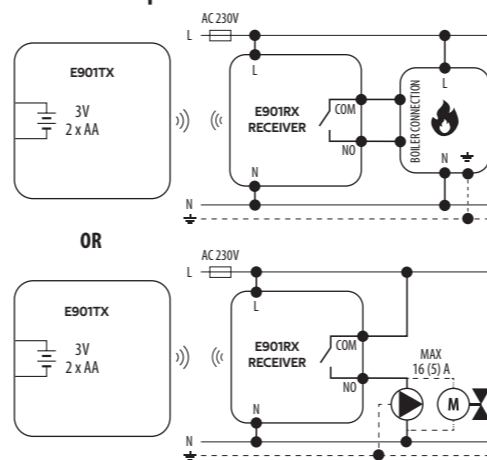 AC 230V
L
E901TX
3V
2 x AA
L
E901RX
RECEIVER
COM
NO
N
BOILER CONNECTION
L
N
N
OR
AC 230V
L
E901TX
3V
2 x AA
L
E901RX
RECEIVER
COM
NO
N
MAX
16 (5) A
M
N